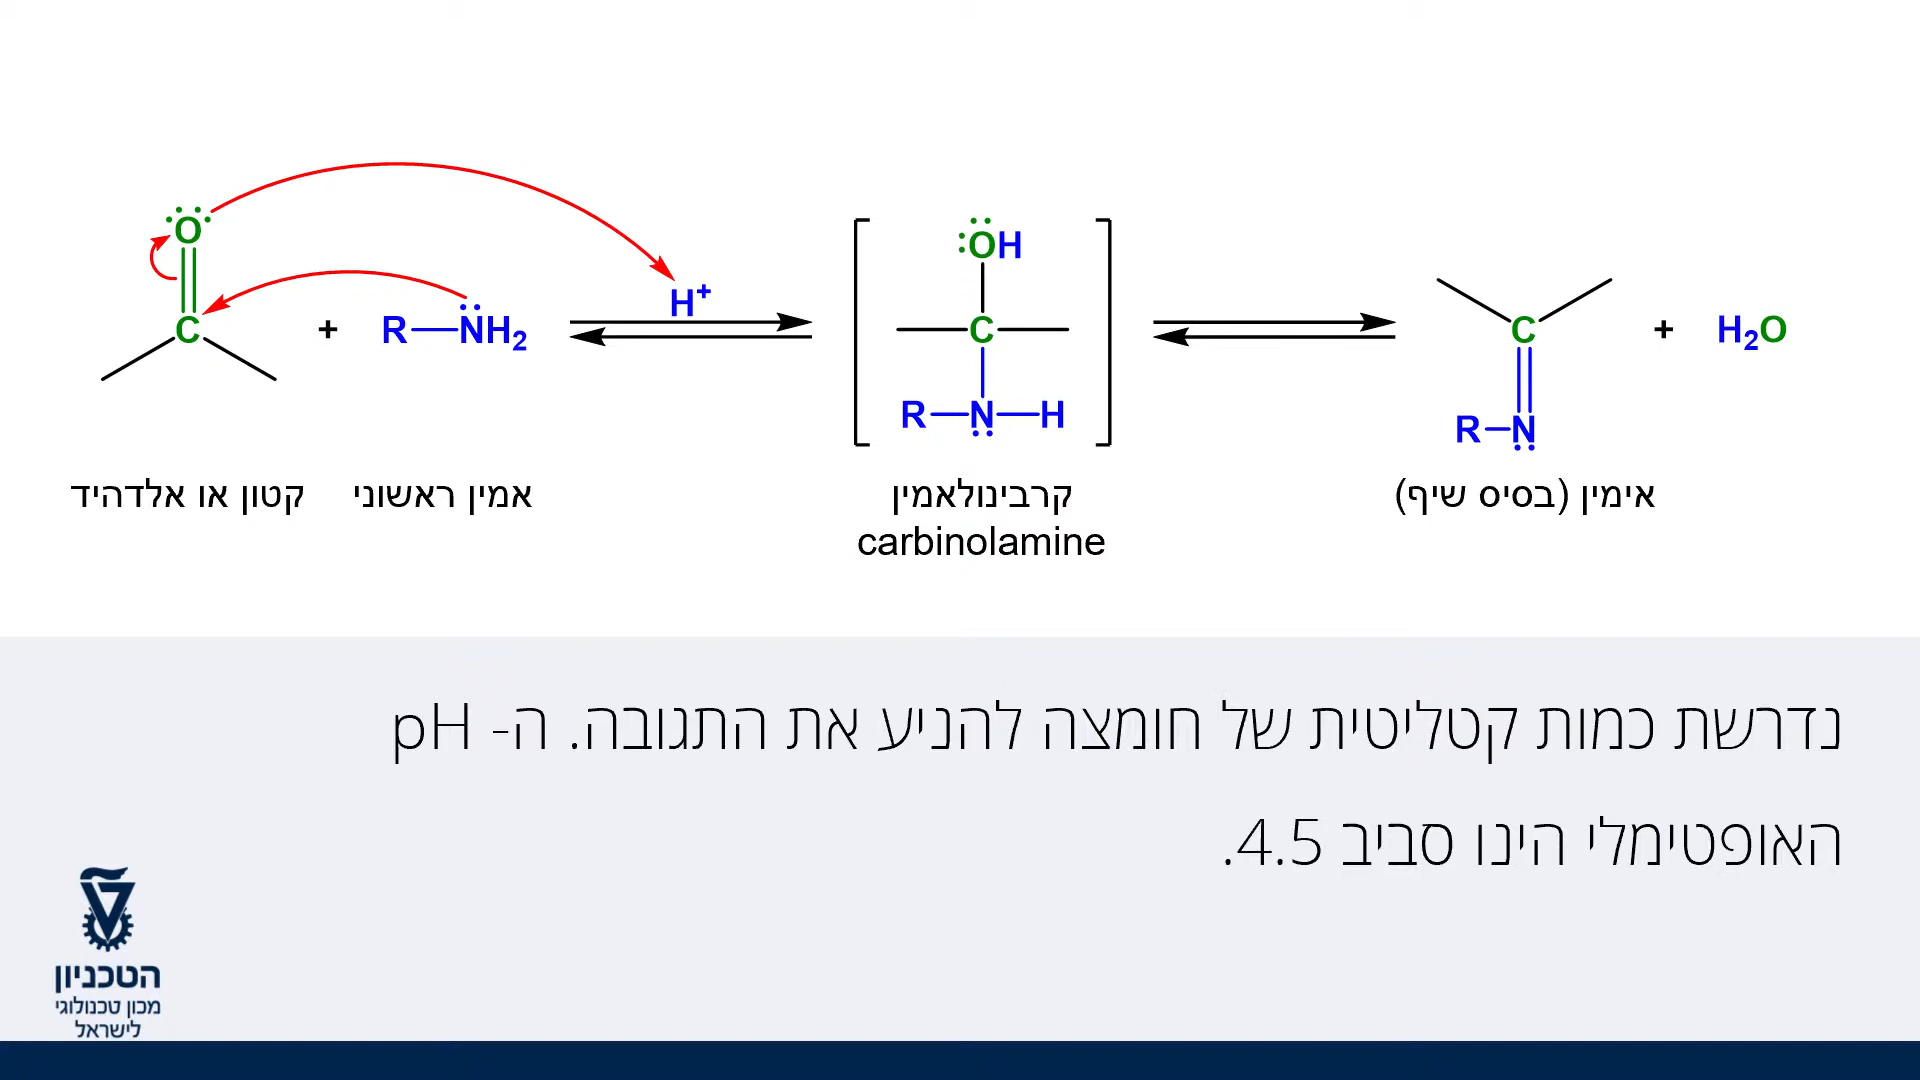 :Ö:
C
+
R—N̈H₂
H⁺
:ÖH
C
R—N—H
C
R—N
+
H₂O
קטון או אלדהיד
אמין ראשוני
קרבינולאמין
carbinolamine
אימין (בסיס שיף)
נדרשת כמות קטליטית של חומצה להניע את התגובה. ה- pH
האופטימלי הינו סביב 4.5.
הטכניון
מכון טכנולוגי
לישראל